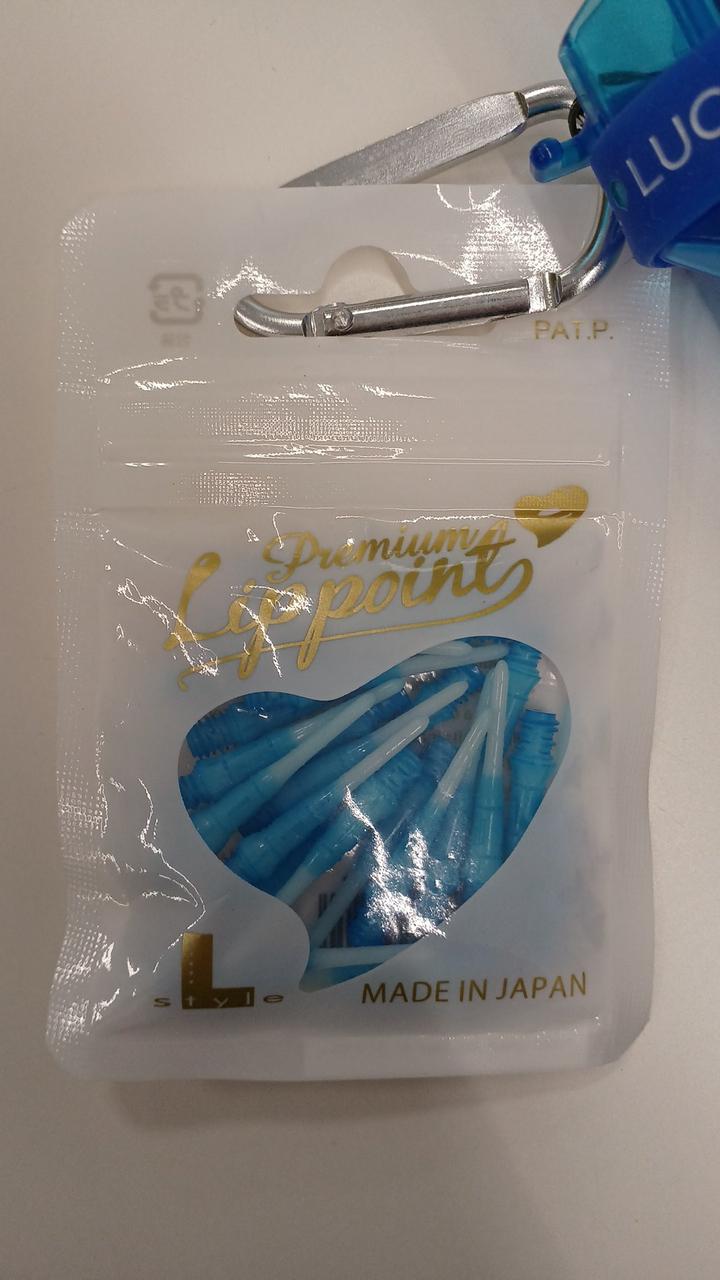 LUC
PAT.P.
Premium
Lippoint
L
style
MADE IN JAPAN